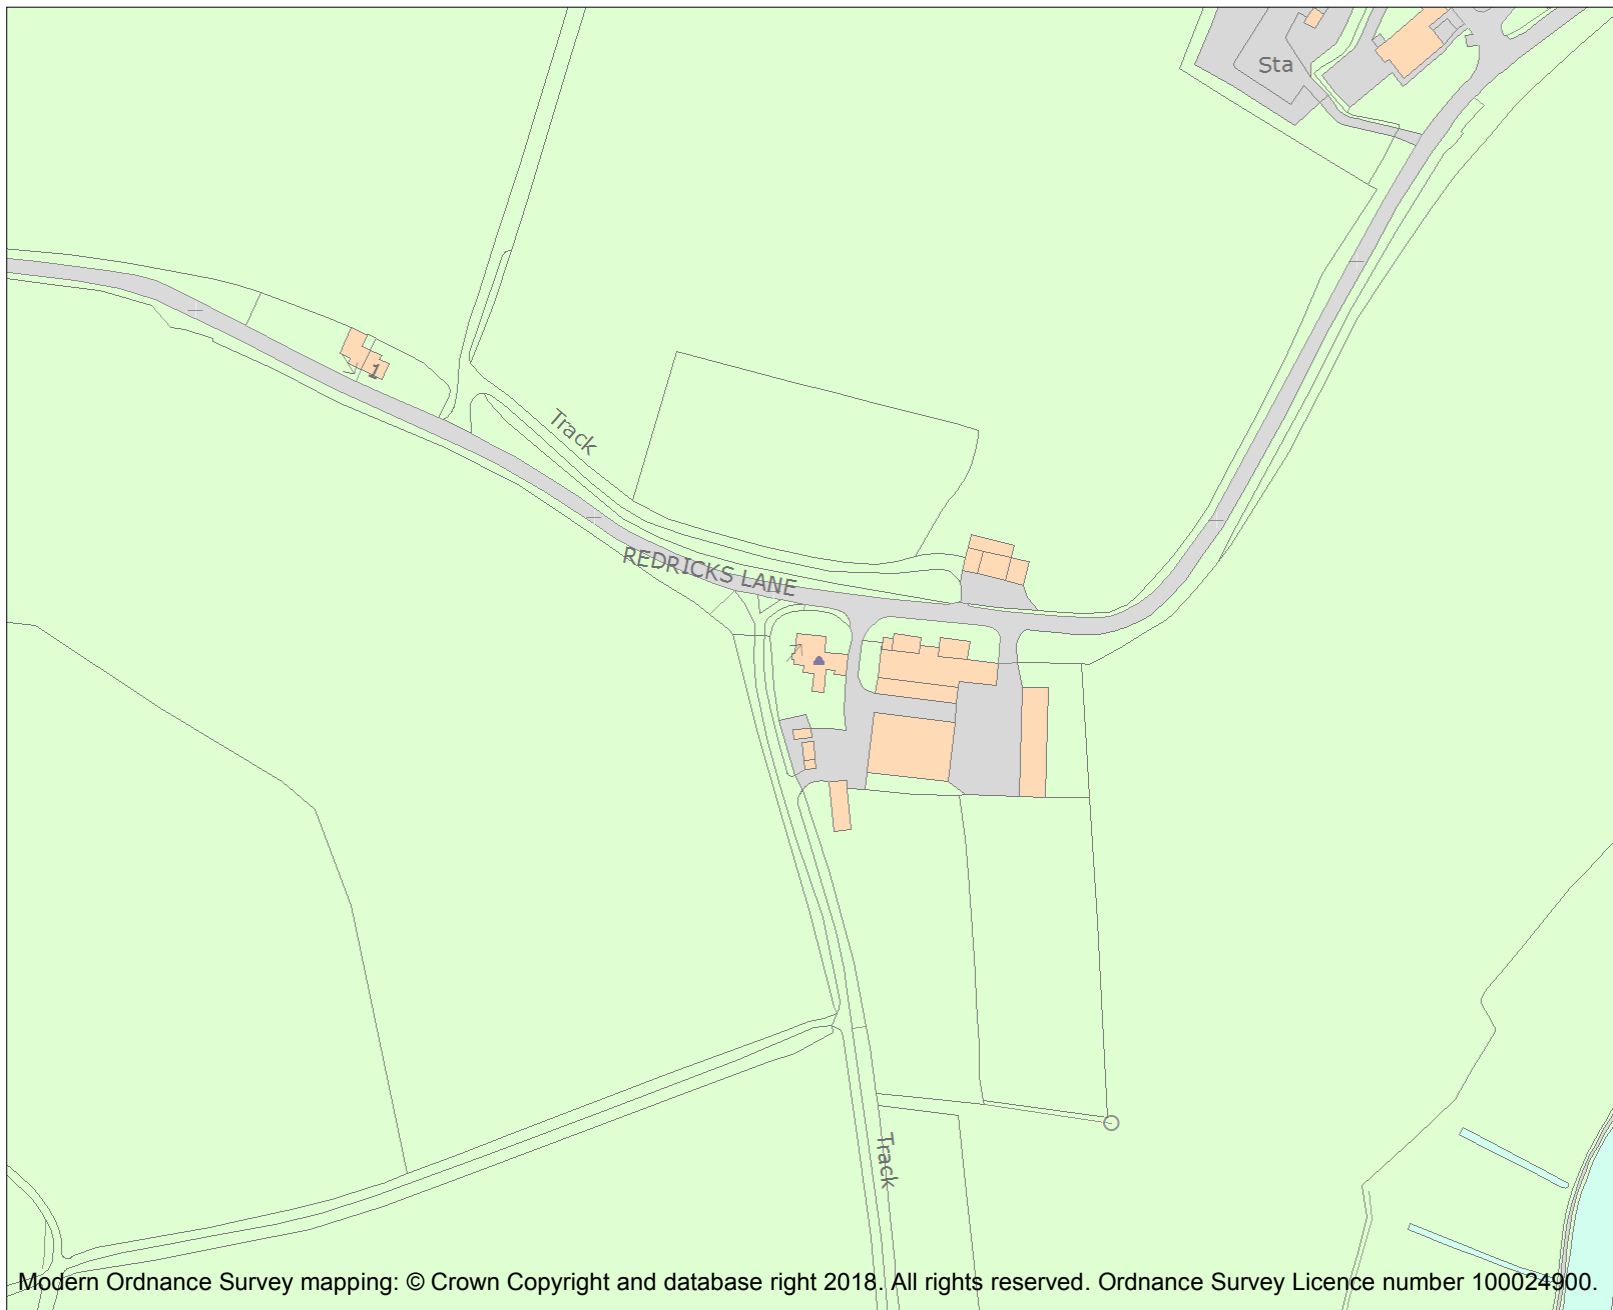 Sta
1
Track
REDRICKS LANE
Track
Modern Ordnance Survey mapping: © Crown Copyright and database right 2018. All rights reserved. Ordnance Survey Licence number 100024900.